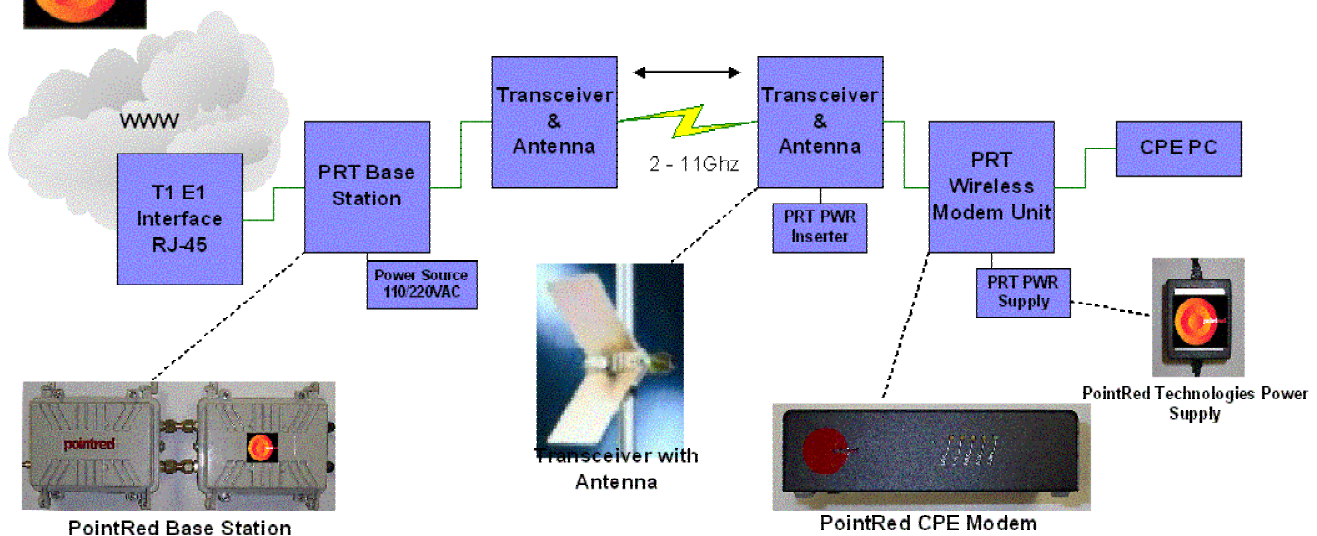 WWW
T1 E1
Interface
RJ-45
PRT Base
Station
Power Source
110/220VAC
Transceiver
&
Antenna
2 - 11Ghz
Transceiver
&
Antenna
PRT PWR
Inserter
PRT
Wireless
Modem Unit
PRT PWR
Supply
CPE PC
pointred
PointRed Base Station
Transceiver with
Antenna
PointRed CPE Modem
PointRed Technologies Power
Supply